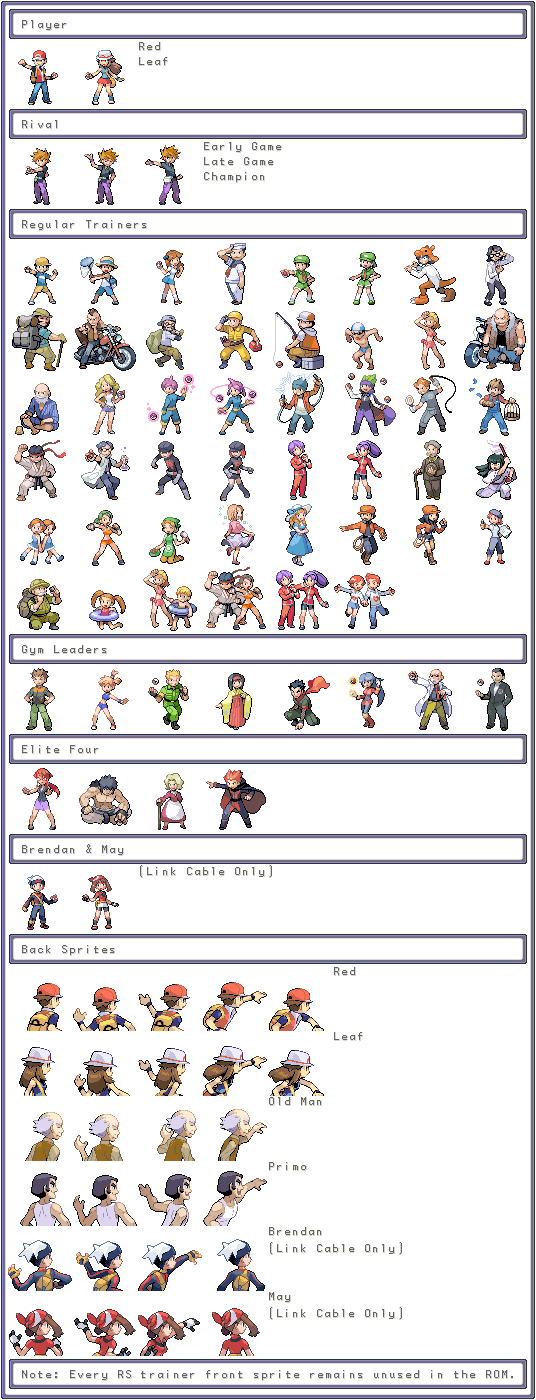 Player
Red
Leaf
Rival
Early Game
Late Game
Champion
Regular Trainers
Gym Leaders
Elite Four
Brendan & May
(Link Cable Only)
Back Sprites
Red
Leaf
Old Man
Primo
Brendan
(Link Cable Only)
May
(Link Cable Only)
Note: Every RS trainer front sprite remains unused in the ROM.